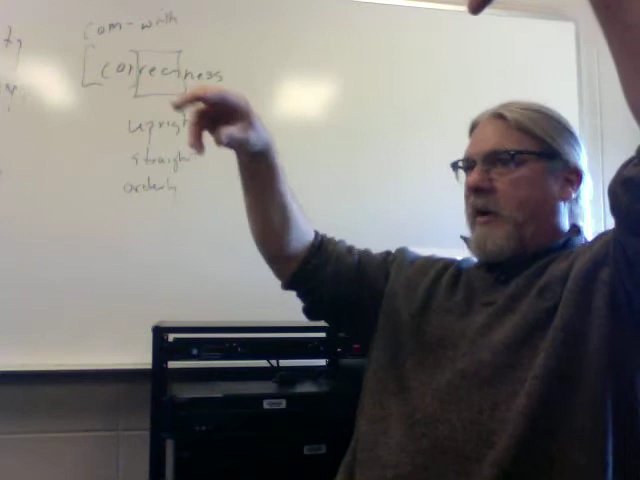 com-with
[correctness
upright
straight
orderly